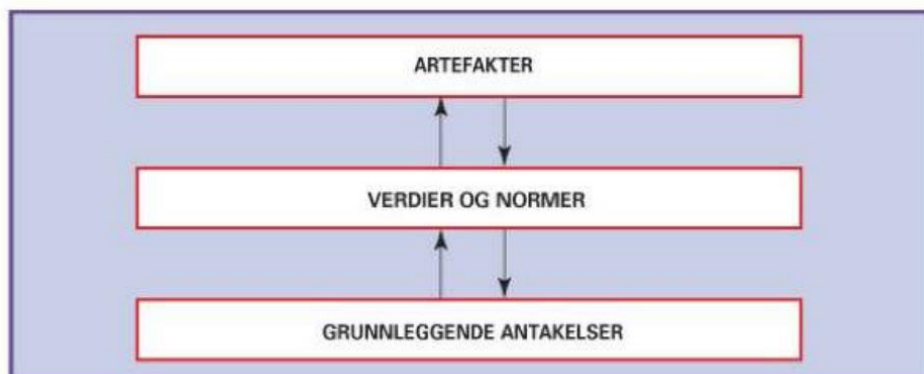 ARTEFAKTER
VERDIER OG NORMER
GRUNNLEGGENDE ANTAKELSER